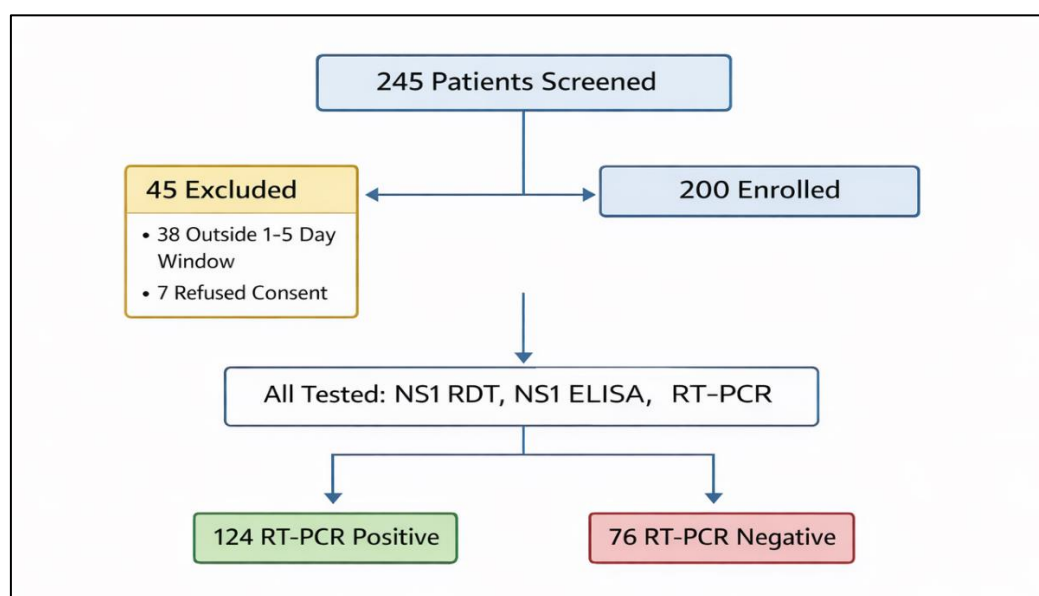 245 Patients Screened
45 Excluded
• 38 Outside 1-5 Day
Window
• 7 Refused Consent
200 Enrolled
All Tested: NS1 RDT, NS1 ELISA, RT-PCR
124 RT-PCR Positive
76 RT-PCR Negative